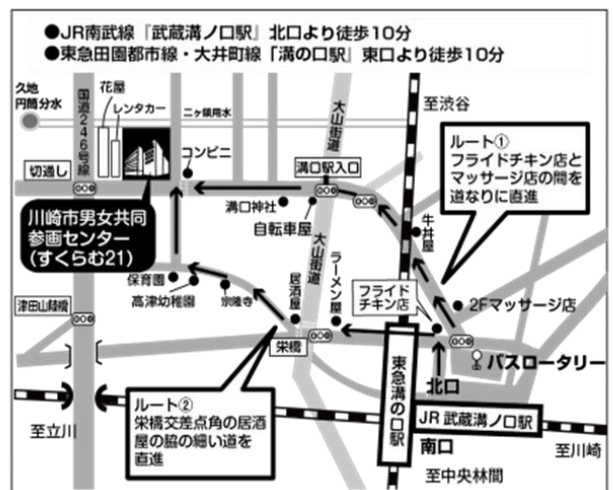 ●JR南武線『武蔵溝ノ口駅』北口より徒歩10分
●東急田園都市線・大井町線「溝の口駅」東口より徒歩10分
久地
円筒分水
国道246号線
花屋
レンタカー
二ヶ領用水
大山街道
至渋谷
コンビニ
切通し
溝口駅入口
ルート①
フライドチキン店と
マッサージ店の間を
道なりに直進
川崎市男女共同
参画センター
(すくらむ21)
溝口神社
自転車屋
牛丼屋
大山街道
ラーメン屋
居酒屋
保育園
高津幼稚園
宗隆寺
フライド
チキン店
2Fマッサージ店
津田山陸橋
栄橋
バスロータリー
東急溝の口駅
北口
ルート②
栄橋交差点角の居酒
屋の脇の細い道を
直進
JR 武蔵溝ノ口駅
南口
至立川
至川崎
至中央林間